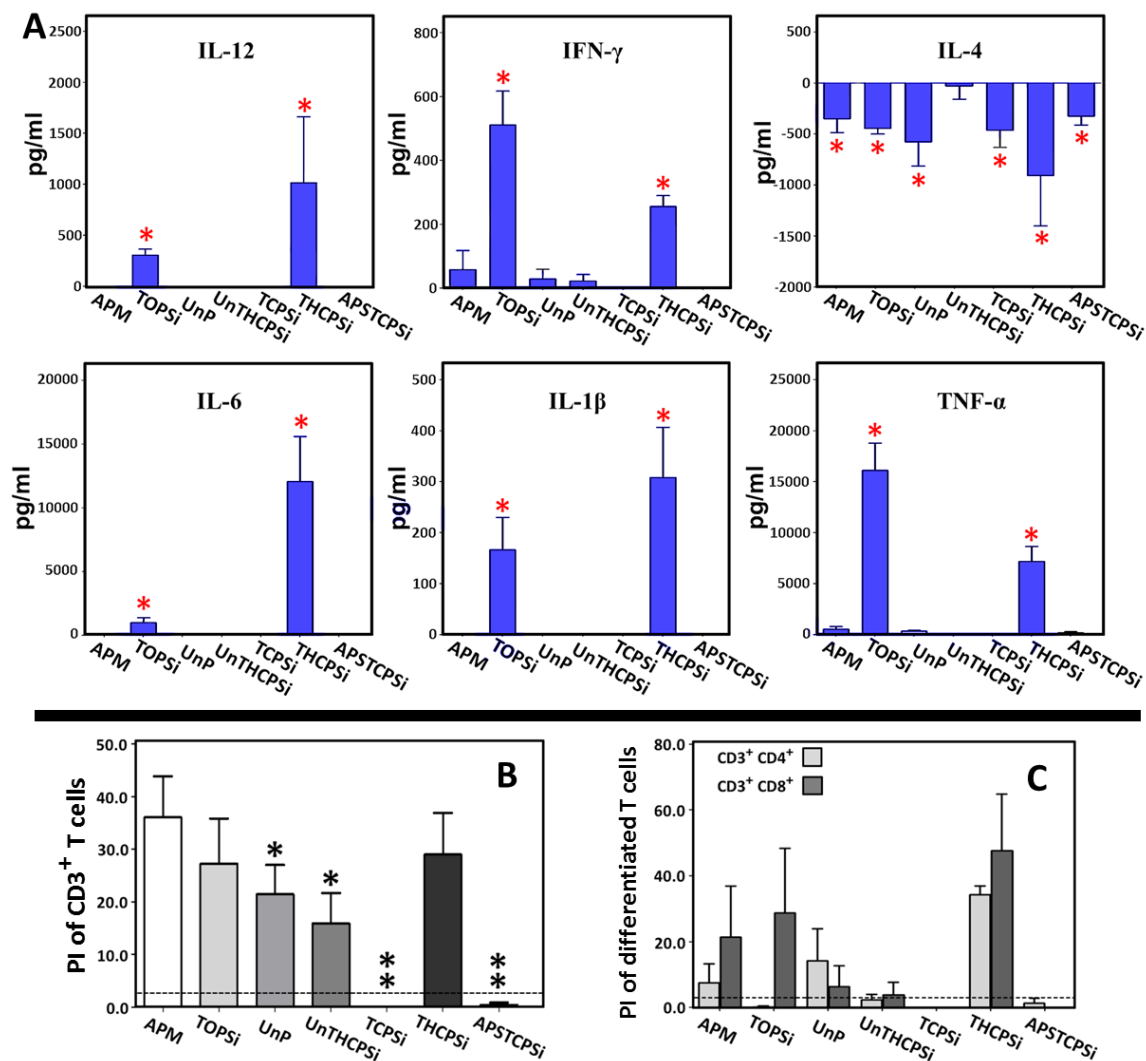 A
IL-12
pg/ml
2500
2000
1500
1000
500
0
*
*
APM
TOPSi
UnP
UnTHCPSi
TCPSi
THCPSi
APSTCPSi
IFN-γ
800
600
400
200
0
*
*
APM
TOPSi
UnP
UnTHCPSi
TCPSi
THCPSi
APSTCPSi
IL-4
pg/ml
500
0
-500
-1000
-1500
-2000
*
*
*
*
*
*
APM
TOPSi
UnP
UnTHCPSi
TCPSi
THCPSi
APSTCPSi
IL-6
pg/ml
20000
15000
10000
5000
0
*
*
APM
TOPSi
UnP
UnTHCPSi
TCPSi
THCPSi
APSTCPSi
IL-1β
pg/ml
500
400
300
200
100
0
*
*
APM
TOPSi
UnP
UnTHCPSi
TCPSi
THCPSi
APSTCPSi
TNF-α
pg/ml
25000
20000
15000
10000
5000
0
*
*
APM
TOPSi
UnP
UnTHCPSi
TCPSi
THCPSi
APSTCPSi
B
PI of CD3⁺ T cells
50.0
40.0
30.0
20.0
10.0
0.0
*
*
**
**
APM
TOPSi
UnP
UnTHCPSi
TCPSi
THCPSi
APSTCPSi
C
PI of differentiated T cells
CD3⁺ CD4⁺
CD3⁺ CD8⁺
80.0
60.0
40.0
20.0
0.0
APM
TOPSi
UnP
UnTHCPSi
TCPSi
THCPSi
APSTCPSi